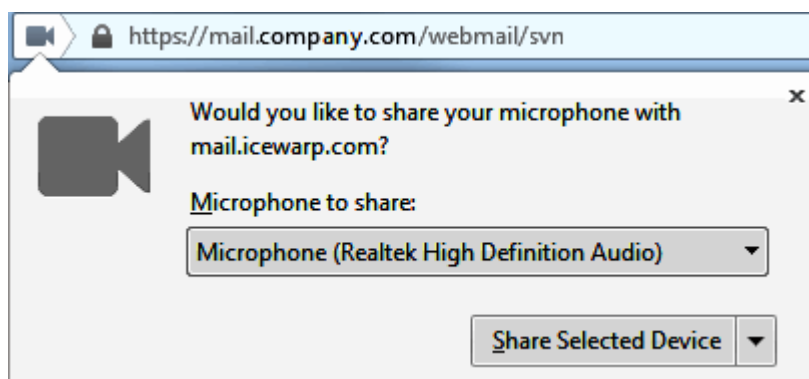 https://mail.company.com/webmail/svn
Would you like to share your microphone with
mail.icewarp.com?
Microphone to share:
Microphone (Realtek High Definition Audio)
Share Selected Device